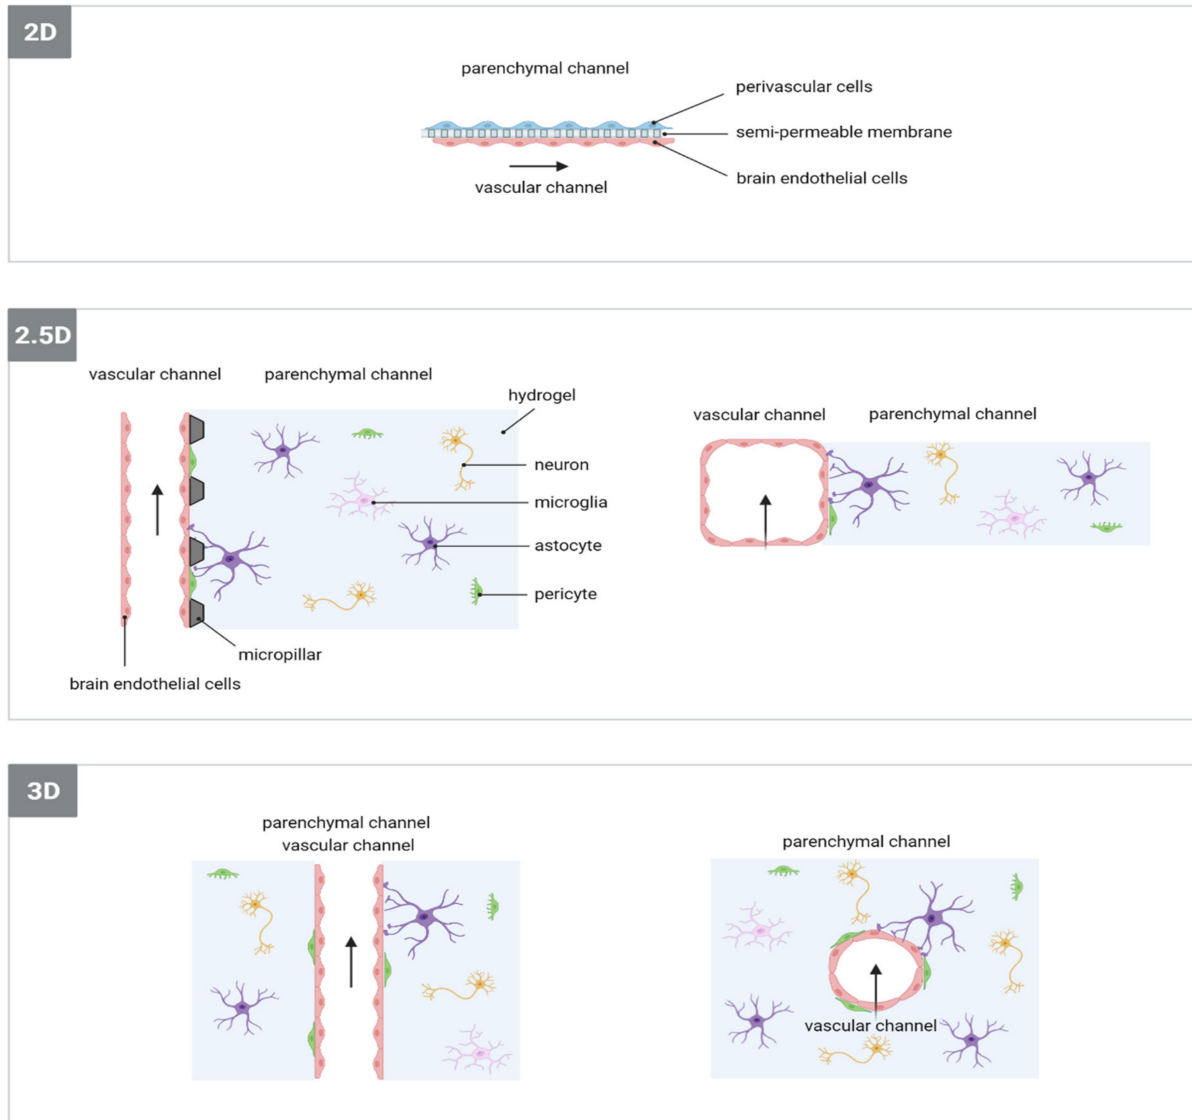 2D
parenchymal channel
perivascular cells
semi-permeable membrane
brain endothelial cells
vascular channel
2.5D
vascular channel
parenchymal channel
hydrogel
neuron
microglia
astocyte
pericyte
micropillar
brain endothelial cells
vascular channel
parenchymal channel
3D
parenchymal channel
vascular channel
parenchymal channel
vascular channel